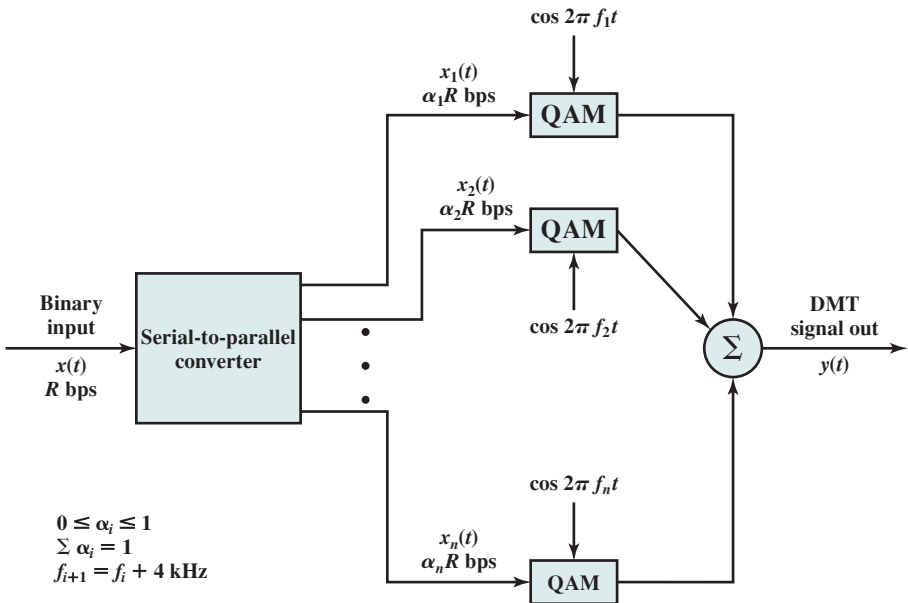 cos 2π f₁t
x₁(t)
α₁R bps
QAM
x₂(t)
α₂R bps
QAM
cos 2π f₂t
Binary
input
x(t)
R bps
Serial-to-parallel
converter
Σ
DMT
signal out
y(t)
cos 2π fₙt
xₙ(t)
αₙR bps
QAM
0 ≤ αᵢ ≤ 1
Σ αᵢ = 1
fᵢ₊₁ = fᵢ + 4 kHz